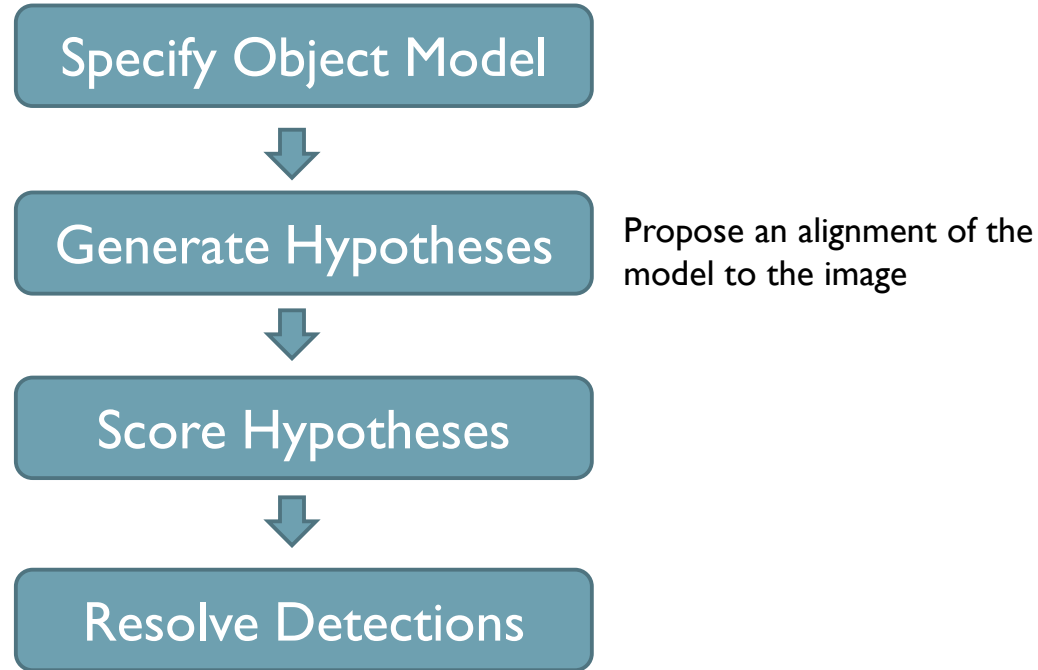 Specify Object Model
Generate Hypotheses
Propose an alignment of the
model to the image
Score Hypotheses
Resolve Detections